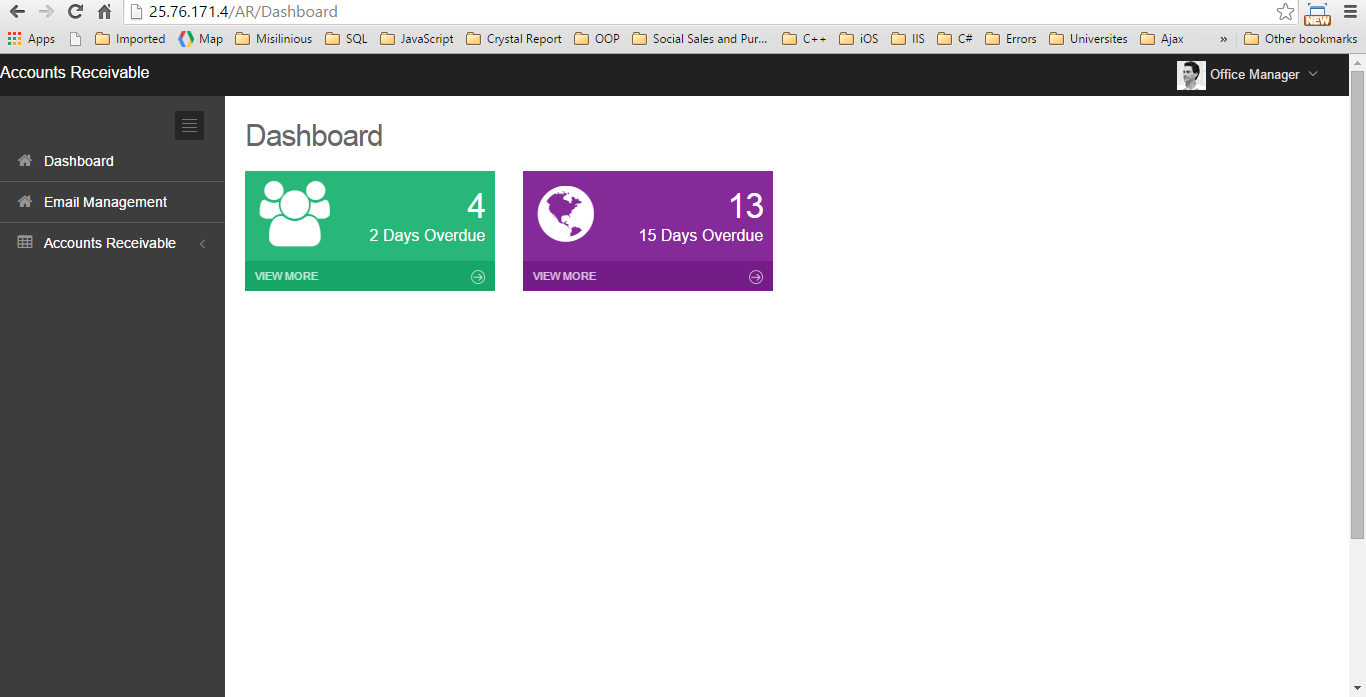 25.76.171.4/AR/Dashboard
NEW
Apps Imported Map Misilinious SQL JavaScript Crystal Report OOP Social Sales and Pur... C++ iOS IIS C# Errors Universites Ajax » Other bookmarks
Accounts Receivable
Office Manager
Dashboard
Email Management
Accounts Receivable
Dashboard
4
2 Days Overdue
VIEW MORE
13
15 Days Overdue
VIEW MORE